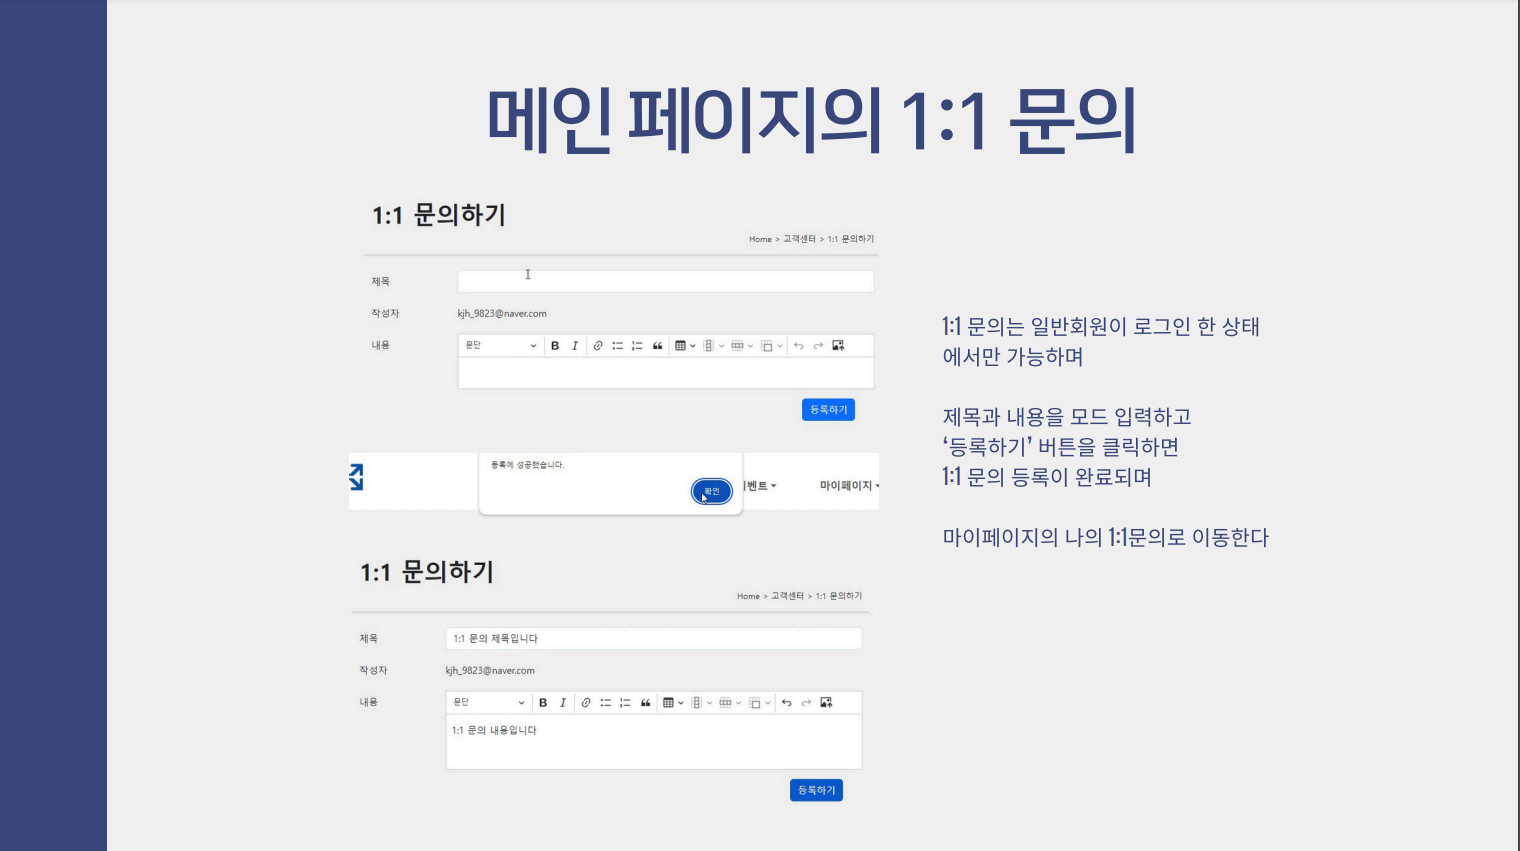 메인 페이지의 1:1 문의
1:1 문의하기
Home > 고객센터 > 1:1 문의하기
제목
작성자 kjh_9823@naver.com
내용 문단 B I
등록하기
등록에 성공했습니다.
확인 벤트 마이페이지
1:1 문의하기
Home > 고객센터 > 1:1 문의하기
제목 1:1 문의 제목입니다
작성자 kjh_9823@naver.com
내용 문단 B I
1:1 문의 내용입니다
등록하기
1:1 문의는 일반회원이 로그인 한 상태
에서만 가능하며
제목과 내용을 모드 입력하고
‘등록하기’ 버튼을 클릭하면
1:1 문의 등록이 완료되며
마이페이지의 나의 1:1문의로 이동한다